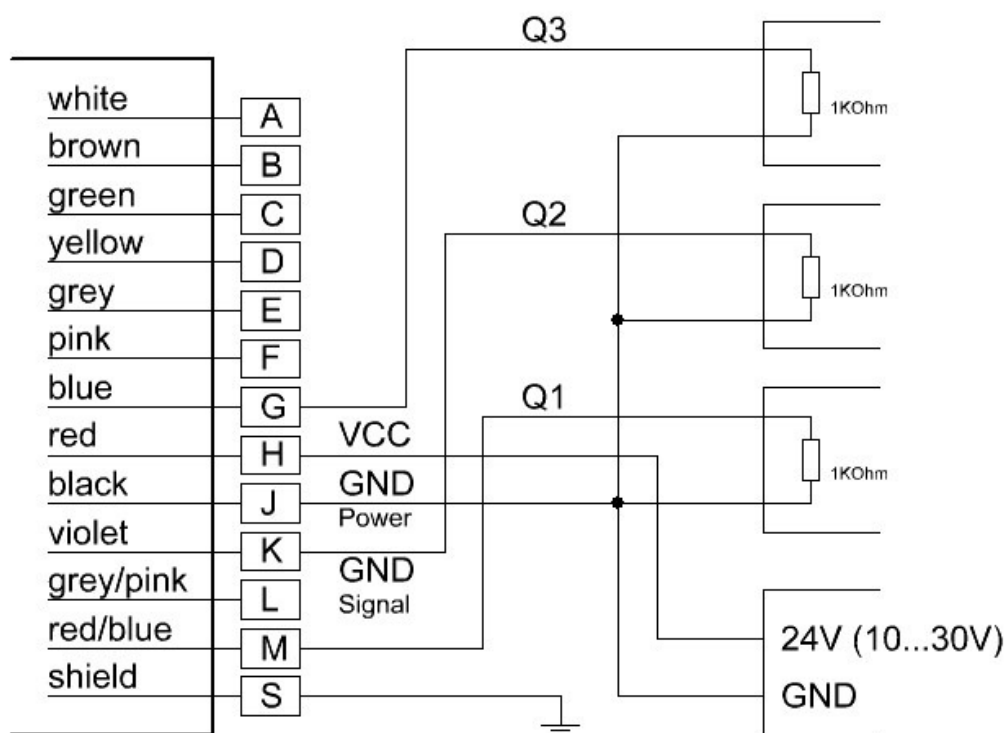 Q3
1KOhm
white
A
brown
B
green
C
Q2
yellow
D
1KOhm
grey
E
pink
F
blue
G
Q1
red
H
VCC
1KOhm
black
J
GND
Power
violet
K
GND
Signal
grey/pink
L
red/blue
M
24V (10...30V)
shield
S
GND